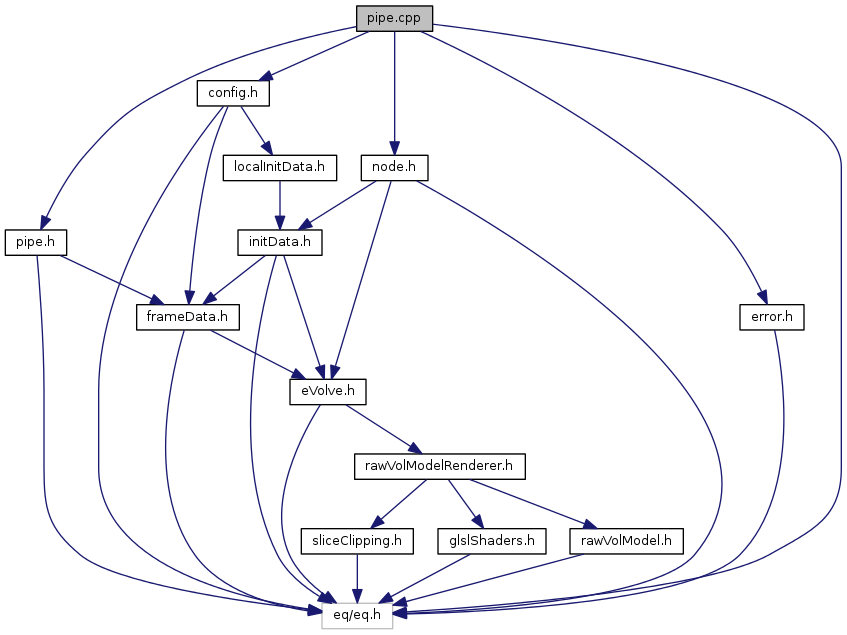 pipe.cpp
config.h
localInitData.h
node.h
pipe.h
initData.h
frameData.h
error.h
eVolve.h
rawVolModelRenderer.h
sliceClipping.h
glslShaders.h
rawVolModel.h
eq/eq.h